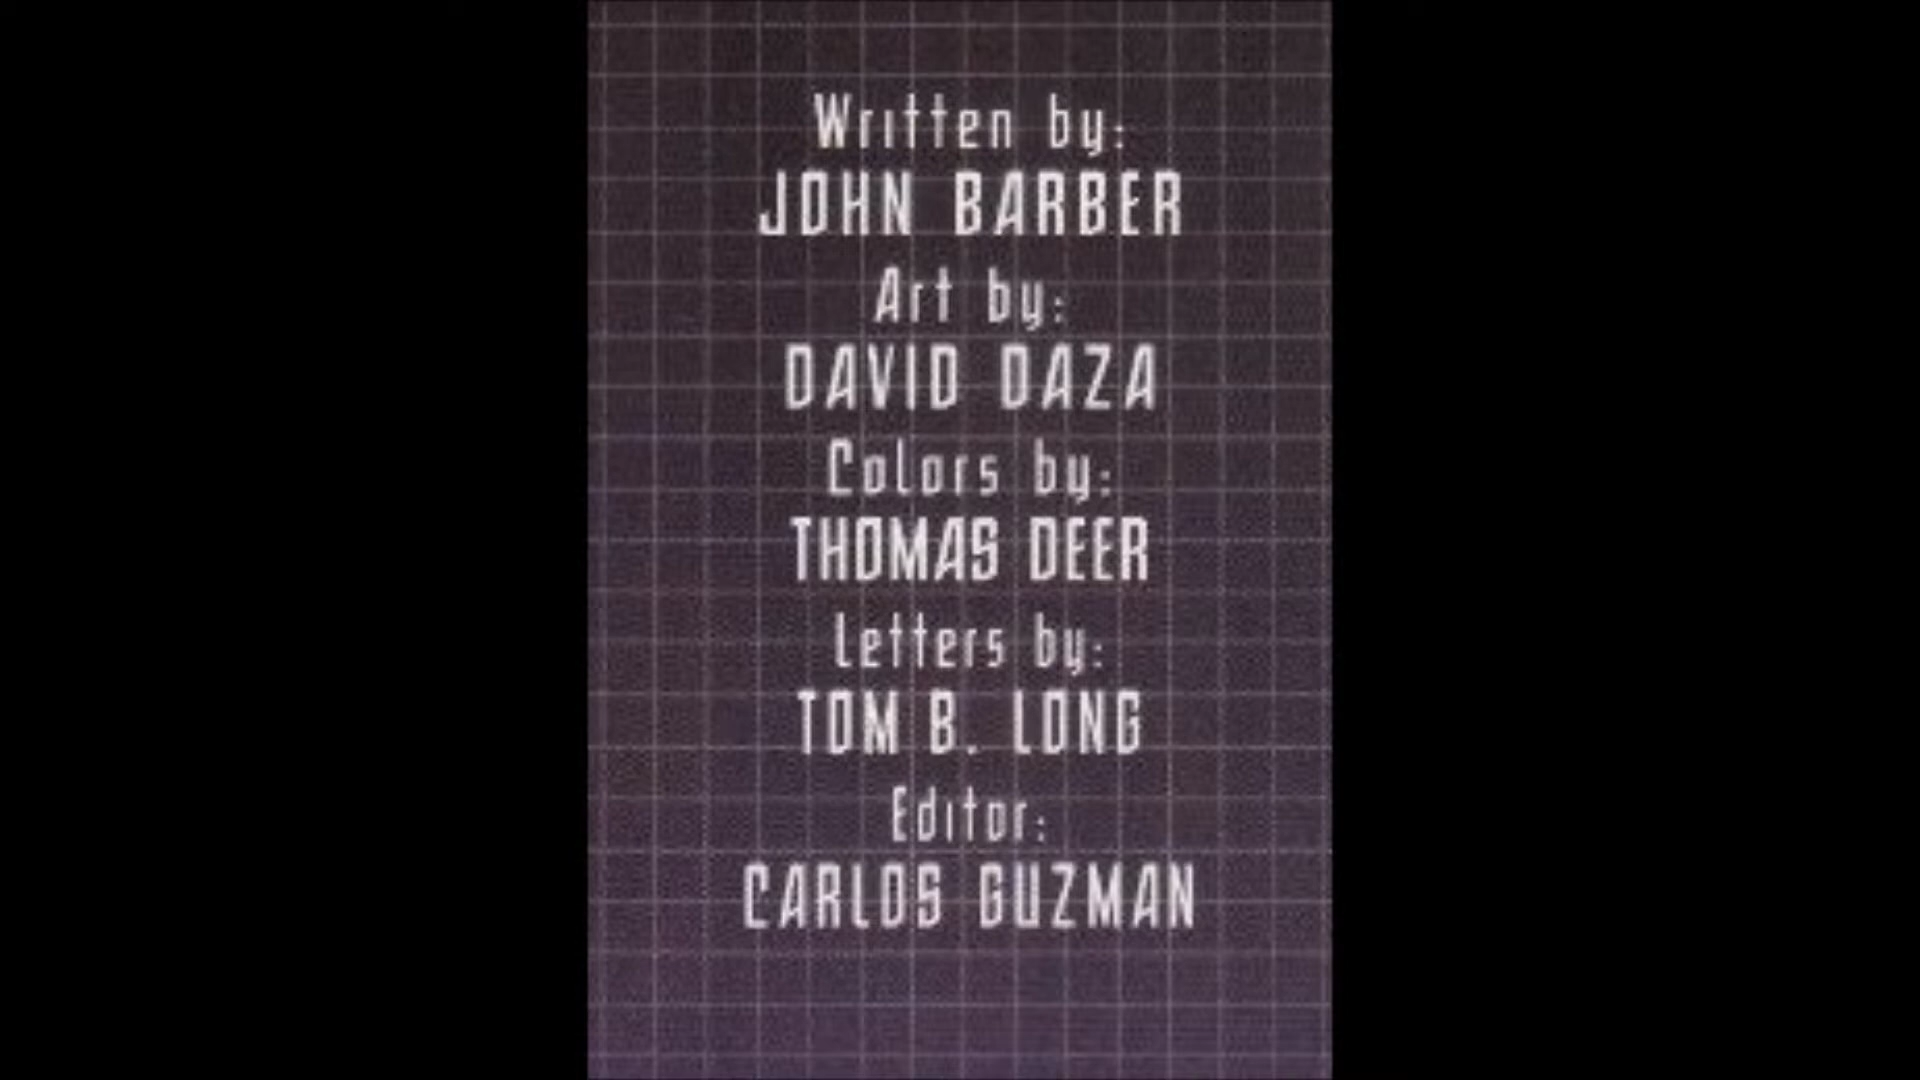 Written by:
JOHN BARBER
Art by:
DAVID DAZA
Colors by:
THOMAS DEER
Letters by:
TOM B. LONG
Editor:
CARLOS GUZMAN